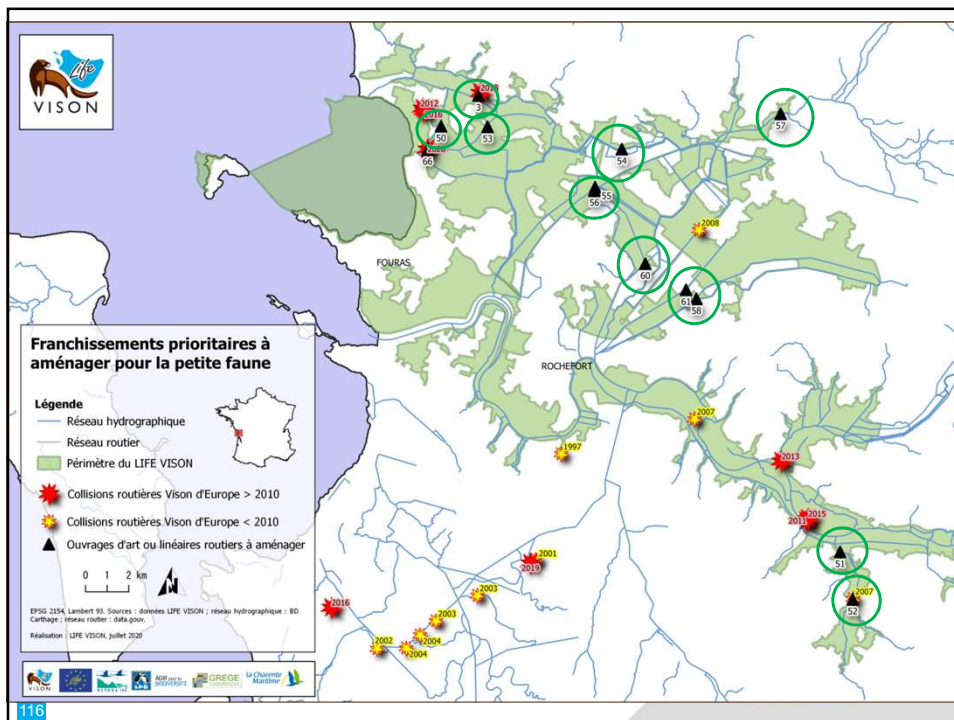 Life
VISON
2012
2016
2018
3
50
53
2020
66
54
57
55
56
2008
60
61
58
FOURAS
ROCHEFORT
2007
1997
2013
2015
2011
51
2007
52
2001
2019
2003
2003
2004
2004
2002
2016
Franchissements prioritaires à
aménager pour la petite faune
Légende
Réseau hydrographique
Réseau routier
Périmètre du LIFE VISON
Collisions routières Vison d'Europe > 2010
Collisions routières Vison d'Europe < 2010
Ouvrages d'art ou linéaires routiers à aménager
0 1 2 km
EPSG 2154, Lambert 93. Sources : données LIFE VISON ; réseau hydrographique : BD
Carthage ; réseau routier : data.gouv.
Réalisation : LIFE VISON, juillet 2020
VISON
LPO
AGIR pour la
BIODIVERSITÉ
GREGE
la Charente
Maritime
116